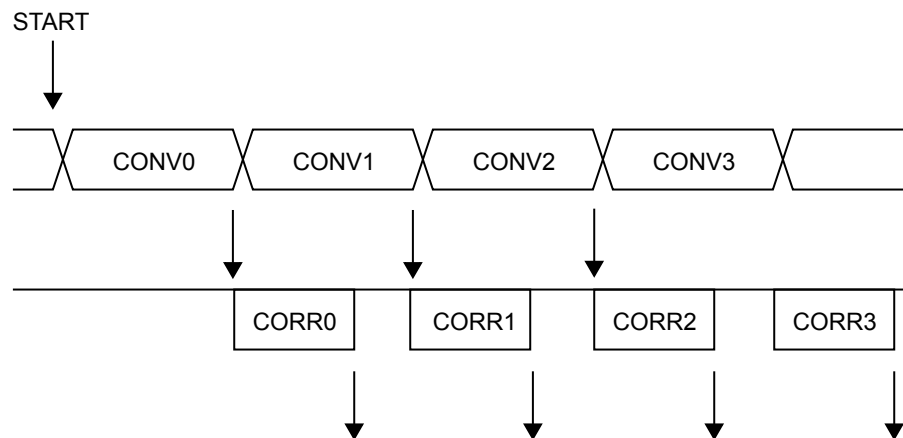 START
CONV0 CONV1 CONV2 CONV3
CORR0 CORR1 CORR2 CORR3